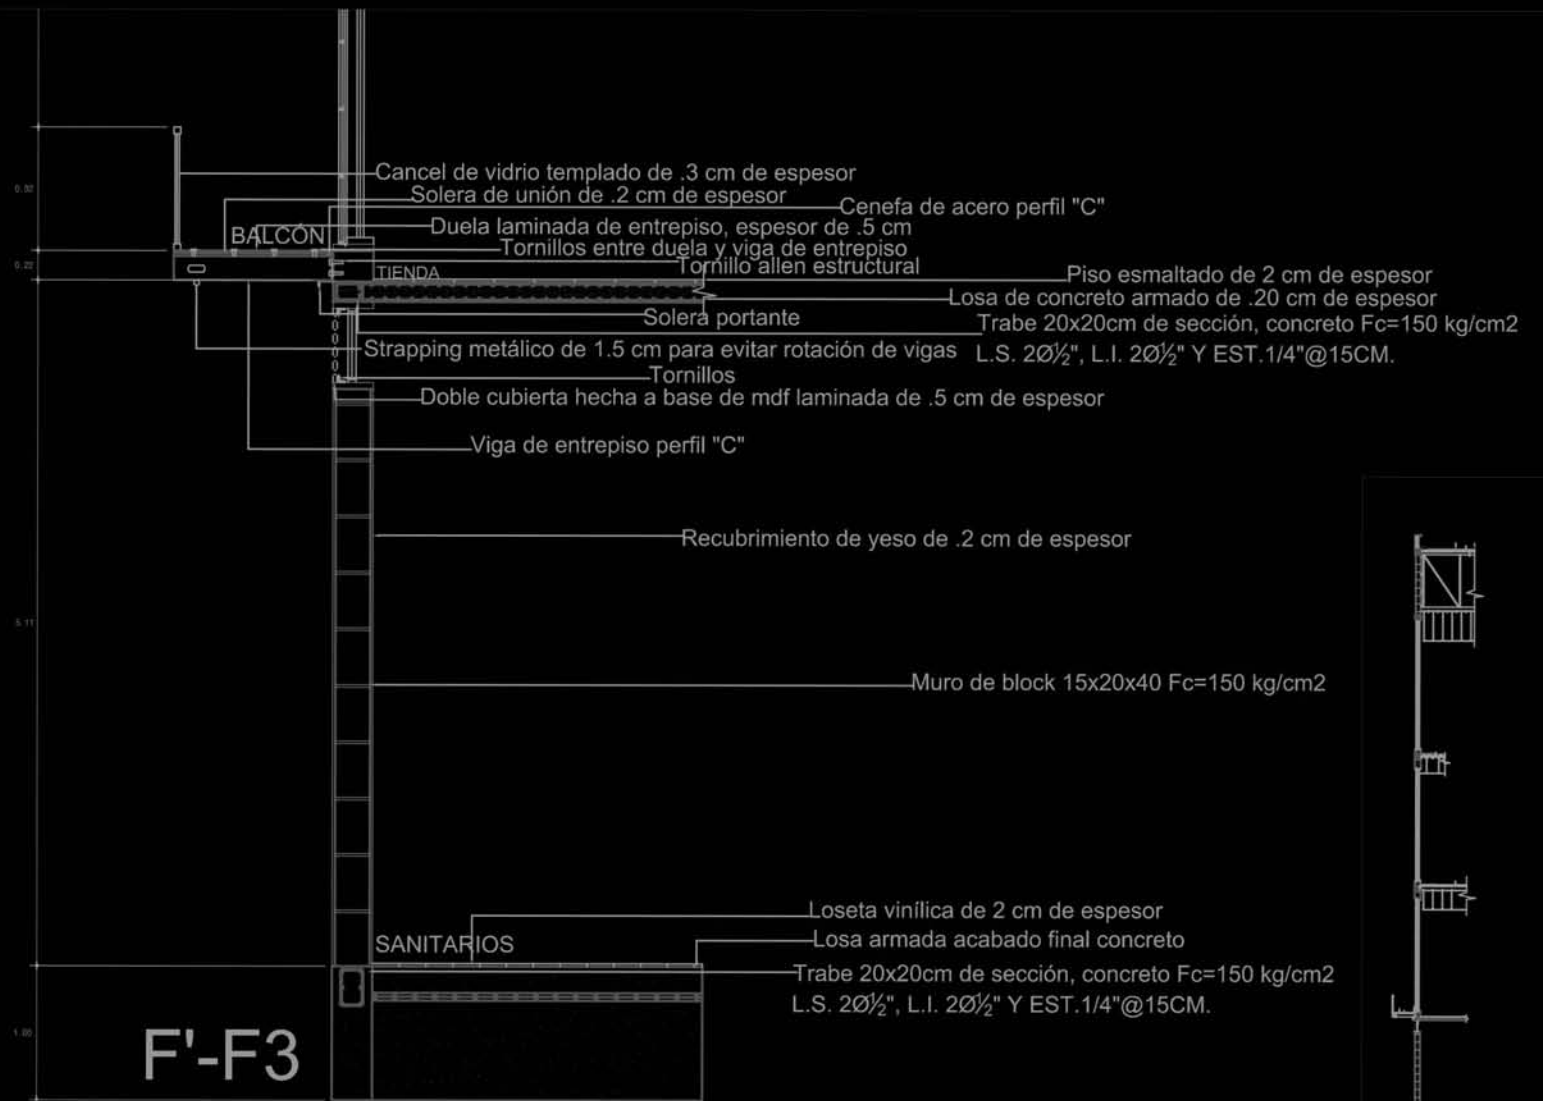 Cancel de vidrio templado de .3 cm de espesor
Solera de unión de .2 cm de espesor
Cenefa de acero perfil "C"
BALCÓN
Duela laminada de entrepiso, espesor de .5 cm
Tornillos entre duela y viga de entrepiso
Tornillo allen estructural
TIENDA
Piso esmaltado de 2 cm de espesor
Losa de concreto armado de .20 cm de espesor
Solera portante
Trabe 20x20cm de sección, concreto Fc=150 kg/cm2
L.S. 2Ø½", L.I. 2Ø½" Y EST.1/4"@15CM.
Strapping metálico de 1.5 cm para evitar rotación de vigas
Tornillos
Doble cubierta hecha a base de mdf laminada de .5 cm de espesor
Viga de entrepiso perfil "C"
Recubrimiento de yeso de .2 cm de espesor
5.11
Muro de block 15x20x40 Fc=150 kg/cm2
Loseta vinílica de 2 cm de espesor
SANITARIOS
Losa armada acabado final concreto
Trabe 20x20cm de sección, concreto Fc=150 kg/cm2
L.S. 2Ø½", L.I. 2Ø½" Y EST.1/4"@15CM.
F'-F3